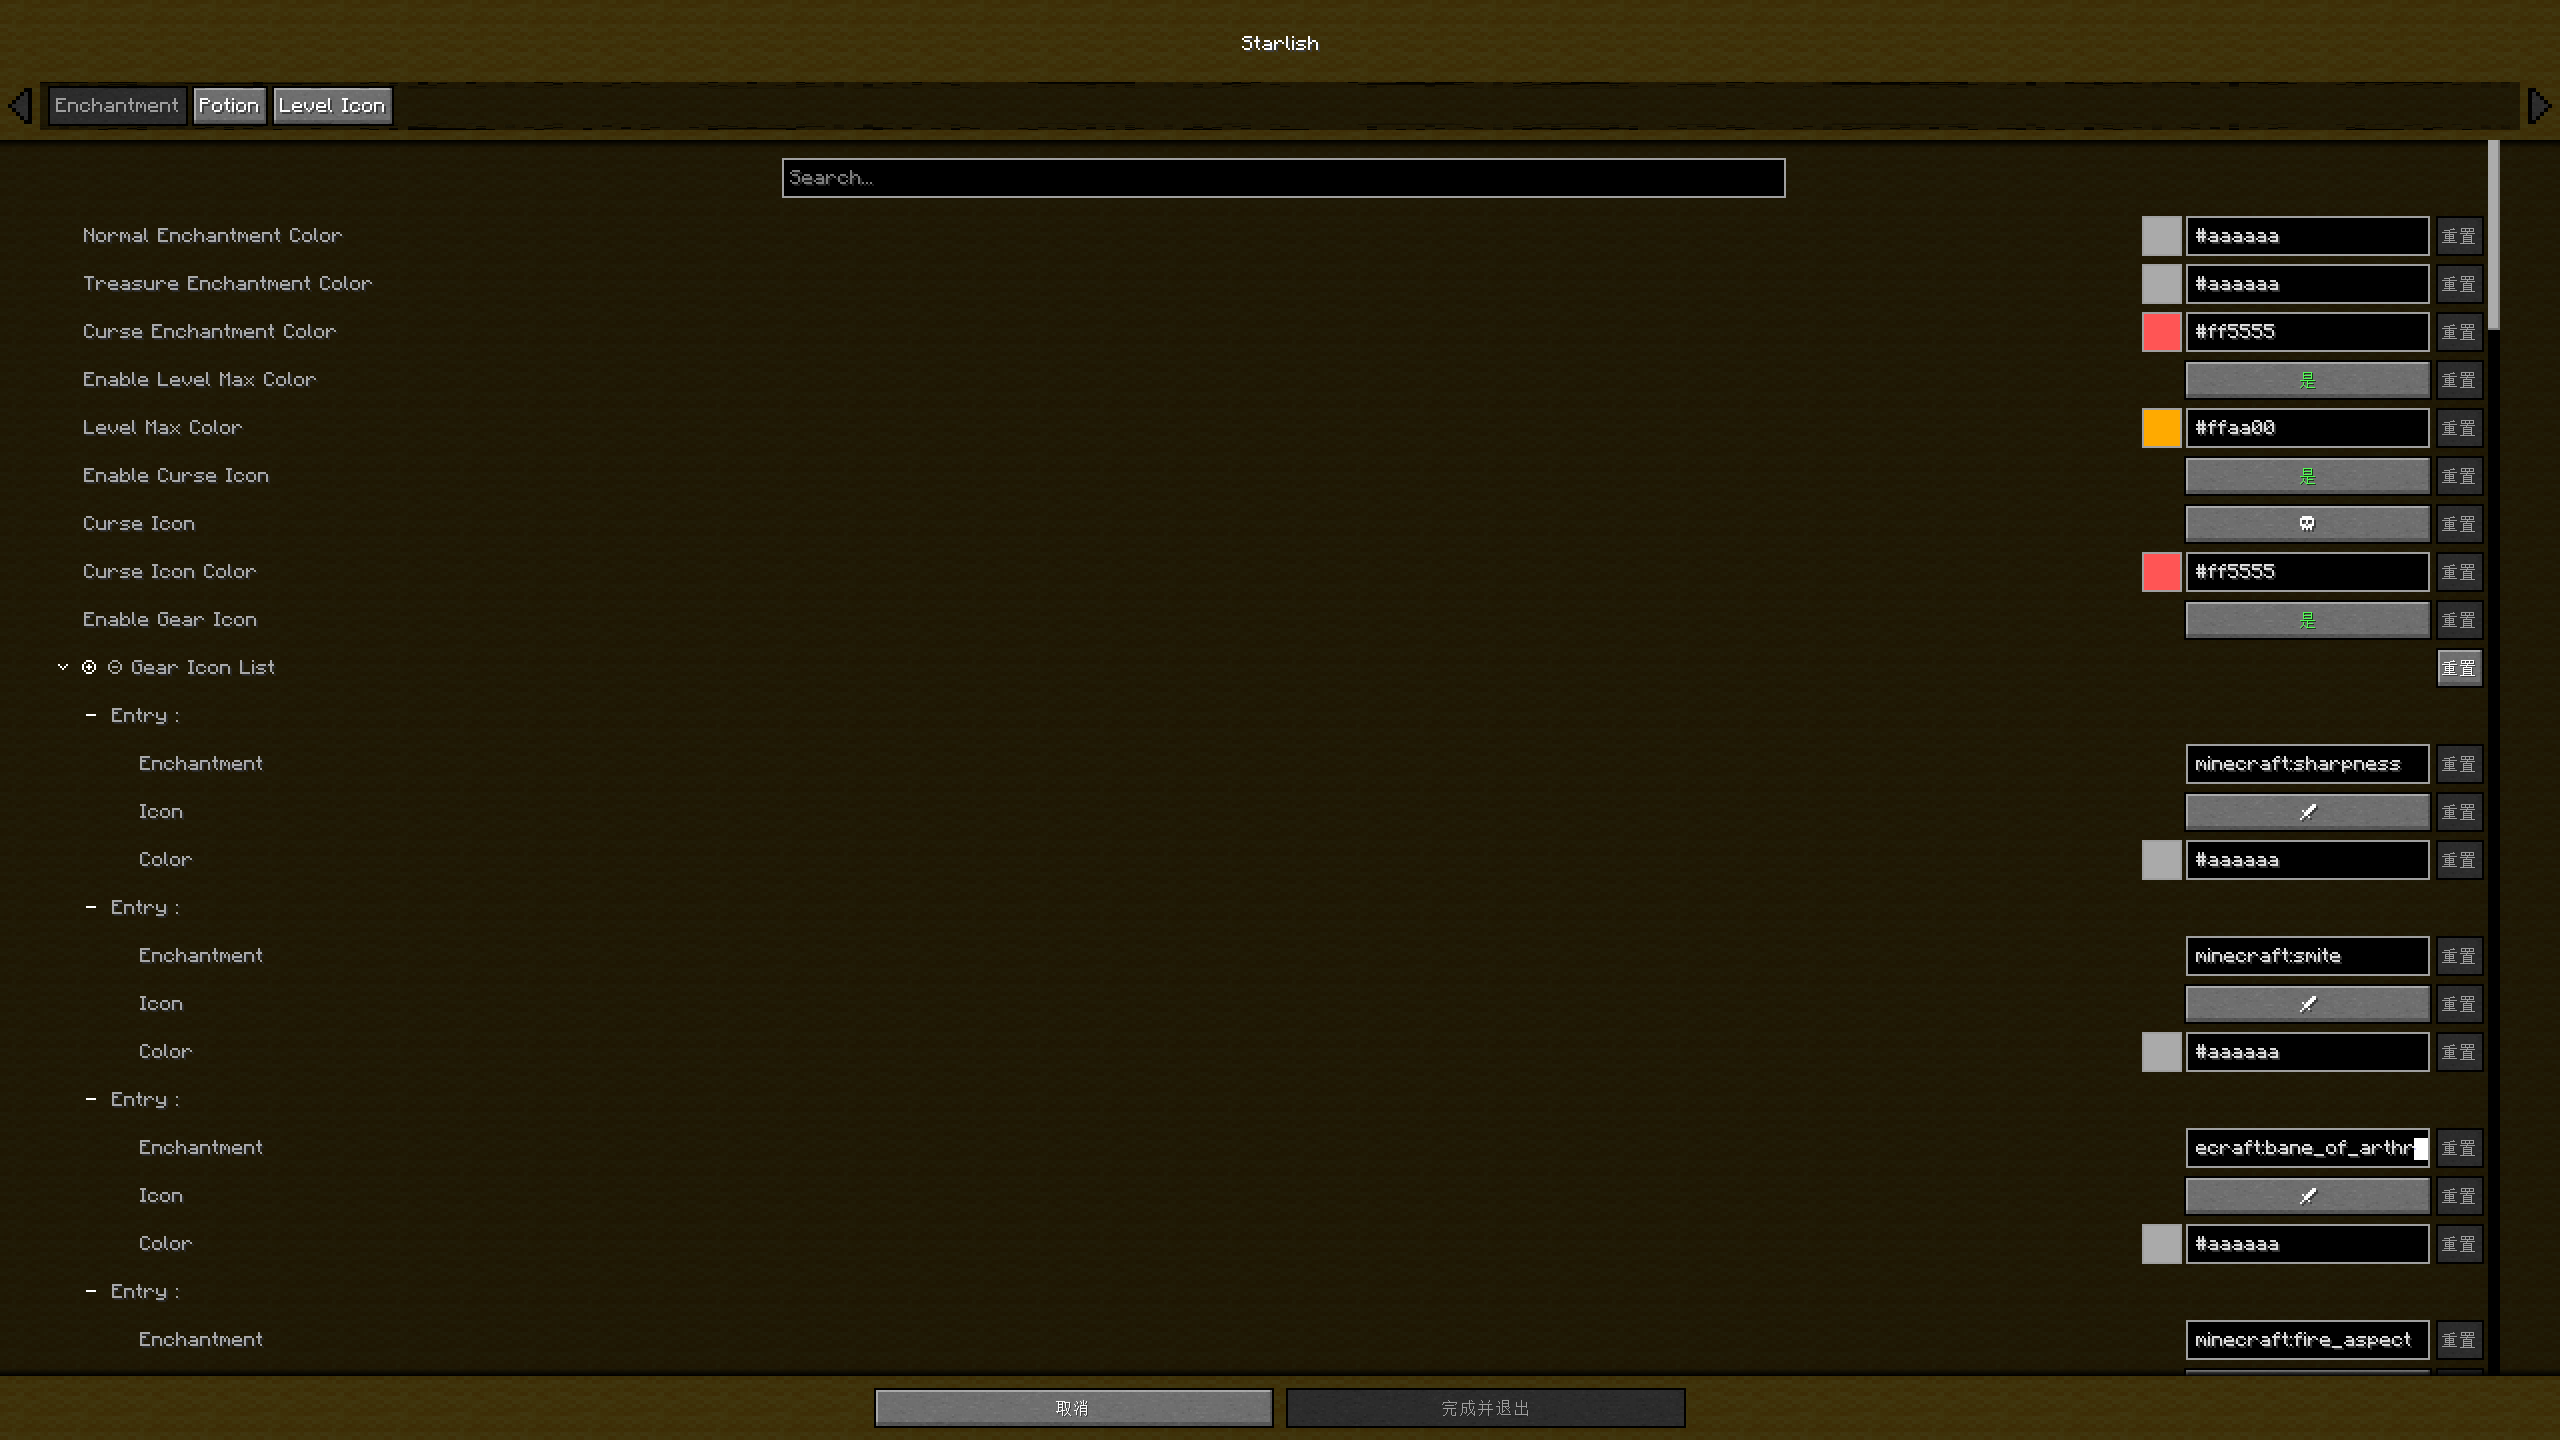 Starlish
Enchantment Potion Level Icon
Search...
Normal Enchantment Color #aaaaaa 重置
Treasure Enchantment Color #aaaaaa 重置
Curse Enchantment Color #ff5555 重置
Enable Level Max Color 是 重置
Level Max Color #ffaa00 重置
Enable Curse Icon 是 重置
Curse Icon 重置
Curse Icon Color #ff5555 重置
Enable Gear Icon 是 重置
Gear Icon List 重置
Entry :
Enchantment minecraft:sharpness 重置
Icon 重置
Color #aaaaaa 重置
Entry :
Enchantment minecraft:smite 重置
Icon 重置
Color #aaaaaa 重置
Entry :
Enchantment ecraft:bane_of_arthr 重置
Icon 重置
Color #aaaaaa 重置
Entry :
Enchantment minecraft:fire_aspect 重置
取消 完成并退出